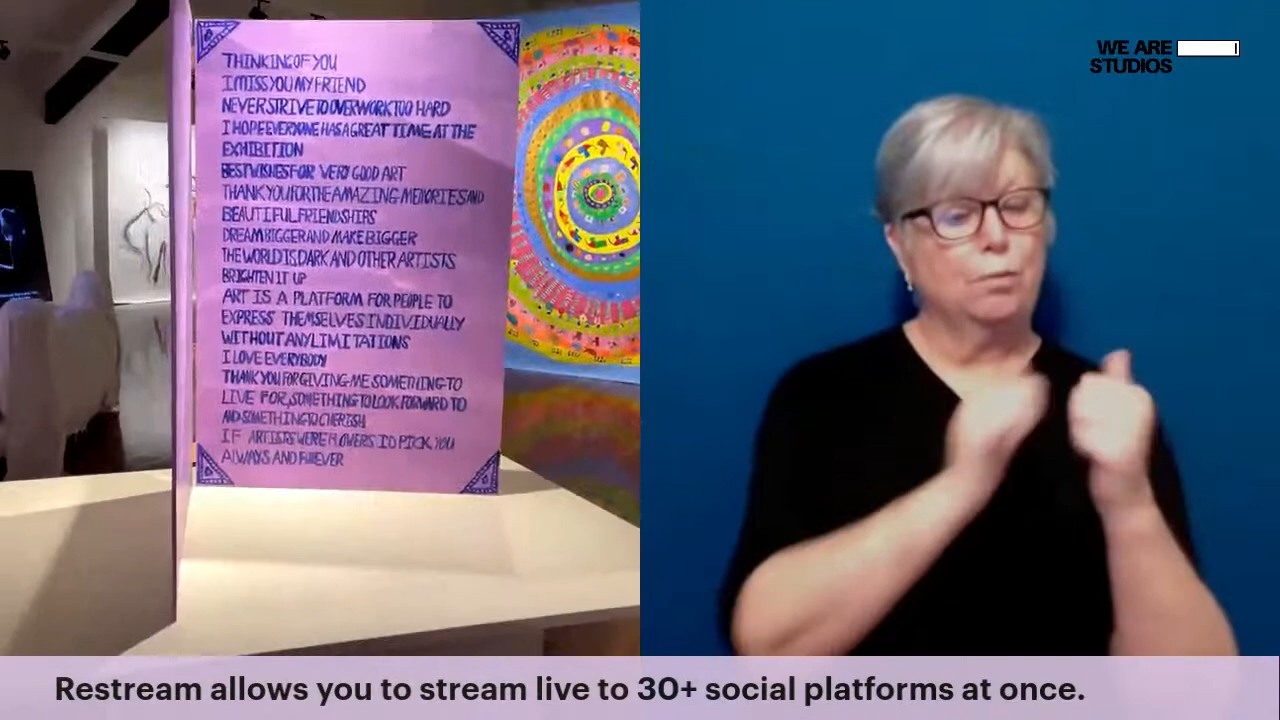 THINKING OF YOU
I MISS YOU MY FRIEND
NEVER STRIVE TO OVERWORK TOO HARD
I HOPE EVERYONE HAS A GREAT TIME AT THE
EXHIBITION
BEST WISHES FOR VERY GOOD ART
THANK YOU FOR THE AMAZING MEMORIES AND
BEAUTIFUL FRIENDSHIPS
DREAM BIGGER AND MAKE BIGGER
THE WORLD IS DARK AND OTHER ARTISTS
BRIGHTEN IT UP
ART IS A PLATFORM FOR PEOPLE TO
EXPRESS THEMSELVES INDIVIDUALLY
WITHOUT ANY LIMITATIONS
I LOVE EVERYBODY
THANK YOU FOR GIVING ME SOMETHING TO
LIVE FOR, SOMETHING TO LOOK FORWARD TO
AND SOMETHING TO CHERISH
IF ARTISTS WERE FLOWERS I'D PICK YOU
ALWAYS AND FOREVER
WE ARE
STUDIOS
Restream allows you to stream live to 30+ social platforms at once.